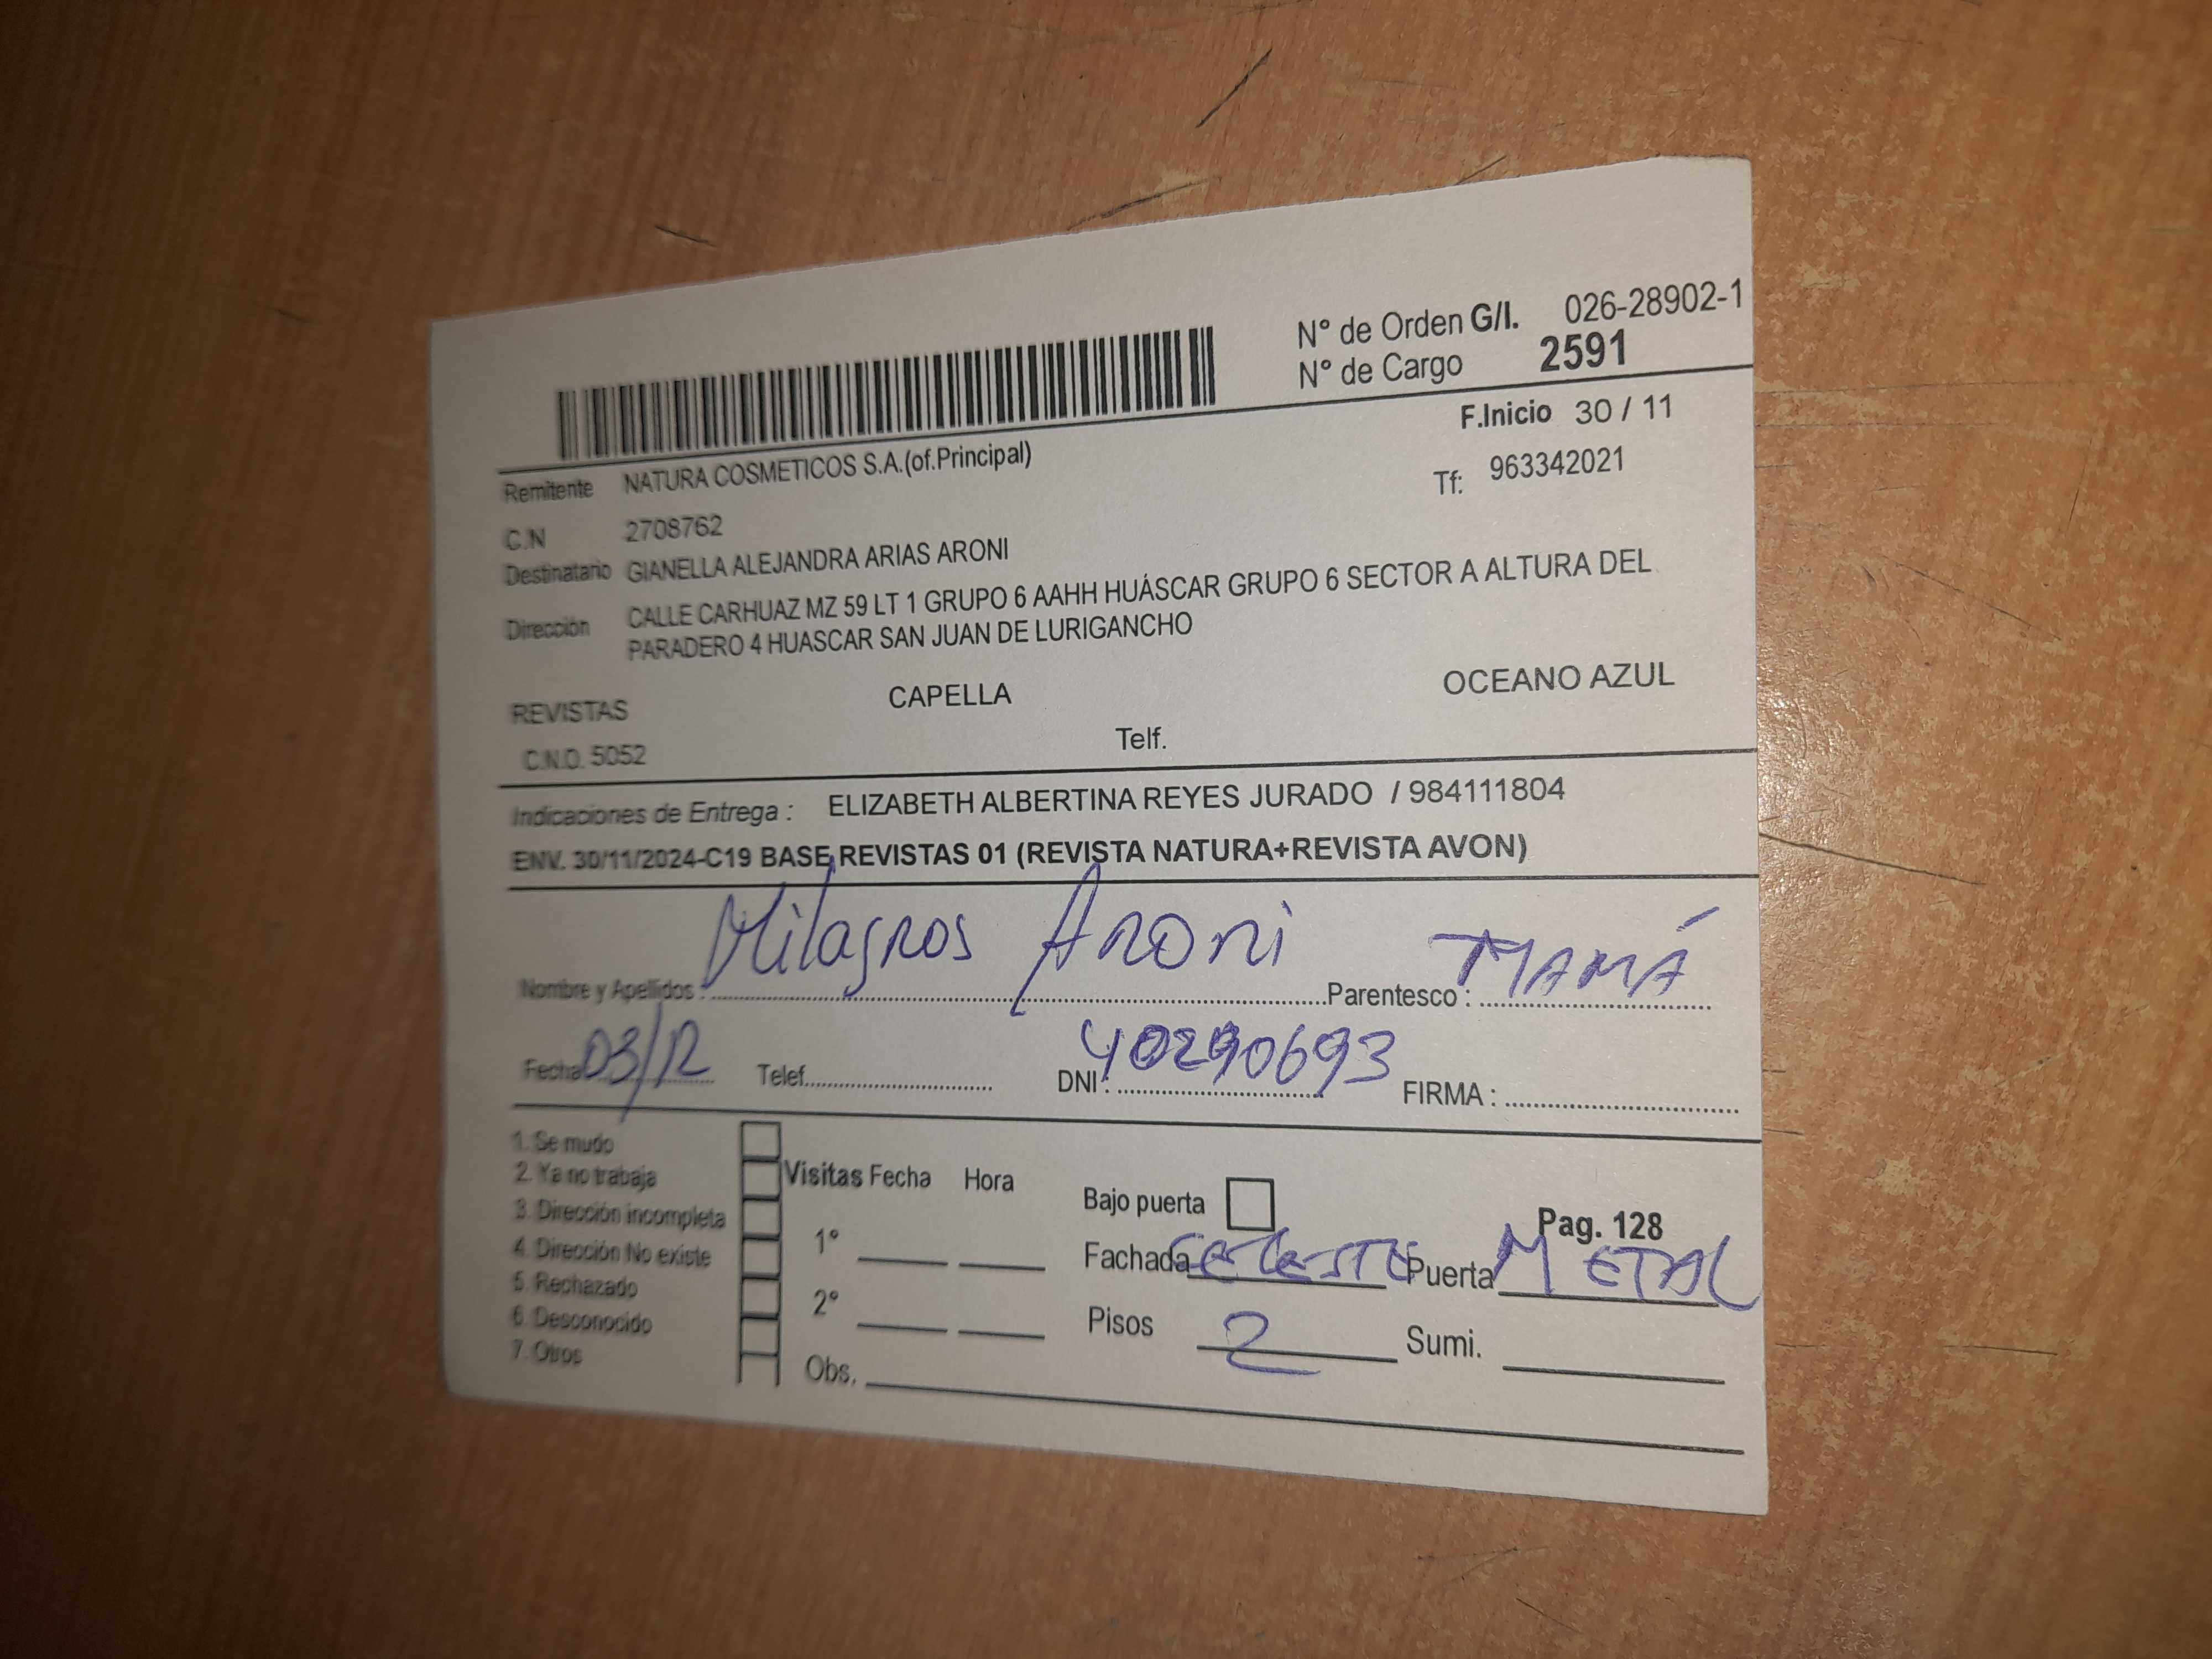 N° de Orden G/I. 026-28902-1
N° de Cargo 2591
F.Inicio 30 / 11
Remitente NATURA COSMETICOS S.A.(of.Principal)
Tf: 963342021
C.N 2708762
Destinatario GIANELLA ALEJANDRA ARIAS ARONI
Dirección CALLE CARHUAZ MZ 59 LT 1 GRUPO 6 AAHH HUÁSCAR GRUPO 6 SECTOR A ALTURA DEL
PARADERO 4 HUASCAR SAN JUAN DE LURIGANCHO
REVISTAS CAPELLA OCEANO AZUL
C.N.O. 5052 Telf.
Indicaciones de Entrega : ELIZABETH ALBERTINA REYES JURADO / 984111804
ENV. 30/11/2024-C19 BASE REVISTAS 01 (REVISTA NATURA+REVISTA AVON)
Nombre y Apellidos : Milagros Aroni Parentesco : MAMÁ
Fecha 03/12 Telef. DNI : 40290693 FIRMA :
1. Se mudo
2. Ya no trabaja
3. Dirección incompleta
4. Dirección No existe
5. Rechazado
6. Desconocido
7. Otros
Visitas Fecha Hora
1°
2°
Obs.
Bajo puerta Pag. 128
Fachada CELESTE Puerta METAL
Pisos 2 Sumi.